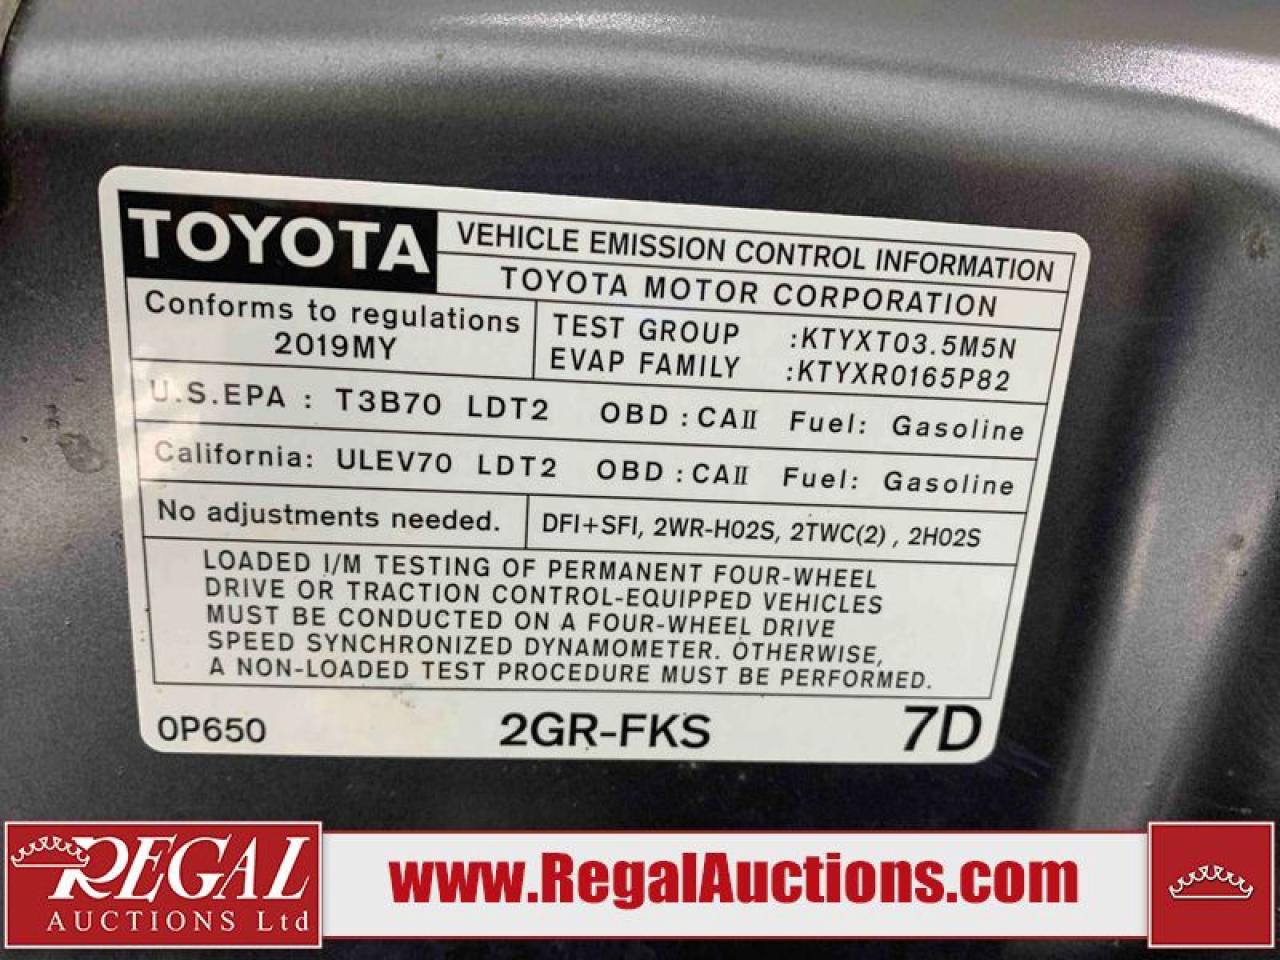 TOYOTA
VEHICLE EMISSION CONTROL INFORMATION
TOYOTA MOTOR CORPORATION
Conforms to regulations
2019MY
TEST GROUP :KTYXT03.5M5N
EVAP FAMILY :KTYXR0165P82
U.S.EPA : T3B70 LDT2 OBD : CAII Fuel: Gasoline
California: ULEV70 LDT2 OBD : CAII Fuel: Gasoline
No adjustments needed.
DFI+SFI, 2WR-HO2S, 2TWC(2) , 2HO2S
LOADED I/M TESTING OF PERMANENT FOUR-WHEEL
DRIVE OR TRACTION CONTROL-EQUIPPED VEHICLES
MUST BE CONDUCTED ON A FOUR-WHEEL DRIVE
SPEED SYNCHRONIZED DYNAMOMETER. OTHERWISE,
A NON-LOADED TEST PROCEDURE MUST BE PERFORMED.
0P650 2GR-FKS 7D
REGAL
AUCTIONS Ltd
www.RegalAuctions.com